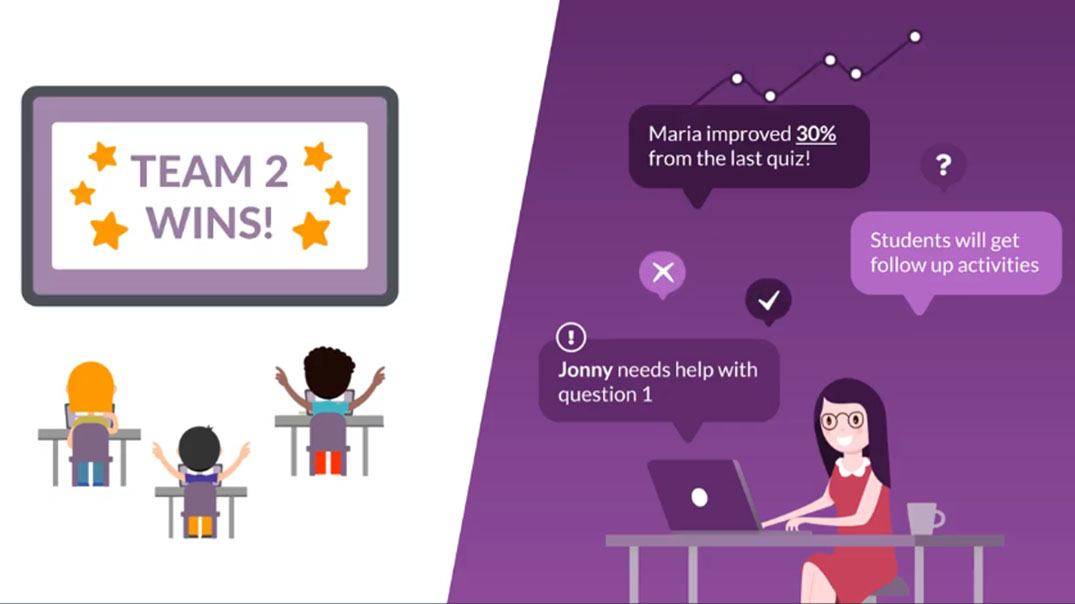 TEAM 2
WINS!
Maria improved 30%
from the last quiz!
?
Students will get
follow up activities
!
Jonny needs help with
question 1